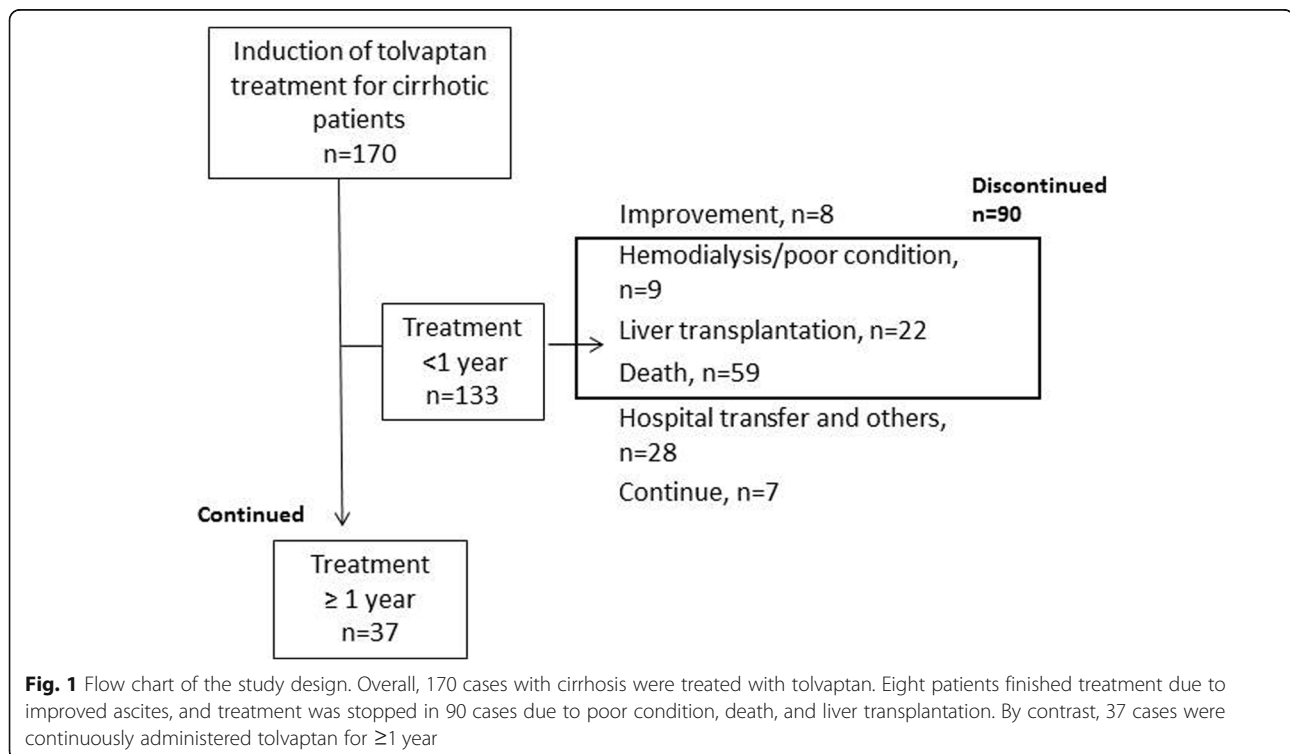 Induction of tolvaptan
treatment for cirrhotic
patients
n=170
Discontinued
n=90
Improvement, n=8
Hemodialysis/poor condition,
n=9
Liver transplantation, n=22
Death, n=59
Treatment
<1 year
n=133
Hospital transfer and others,
n=28
Continue, n=7
Continued
Treatment
≥ 1 year
n=37
Fig. 1 Flow chart of the study design. Overall, 170 cases with cirrhosis were treated with tolvaptan. Eight patients finished treatment due to
improved ascites, and treatment was stopped in 90 cases due to poor condition, death, and liver transplantation. By contrast, 37 cases were
continuously administered tolvaptan for ≥1 year